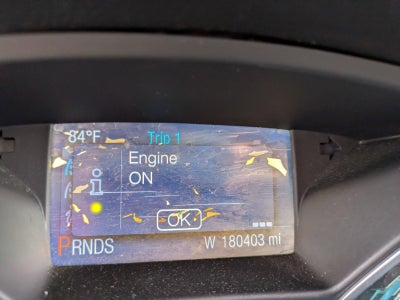 84°F Trip 1
Engine
ON
OK
PRNDS W 180403 mi